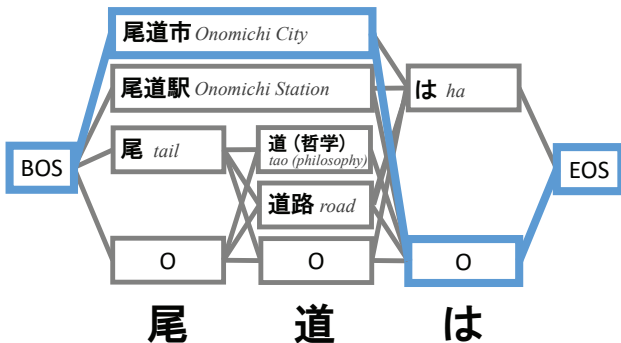 尾道市 Onomichi City
尾道駅 Onomichi Station
は ha
尾 tail
道 (哲学)
tao (philosophy)
BOS
EOS
道路 road
O
O
O
尾 道 は